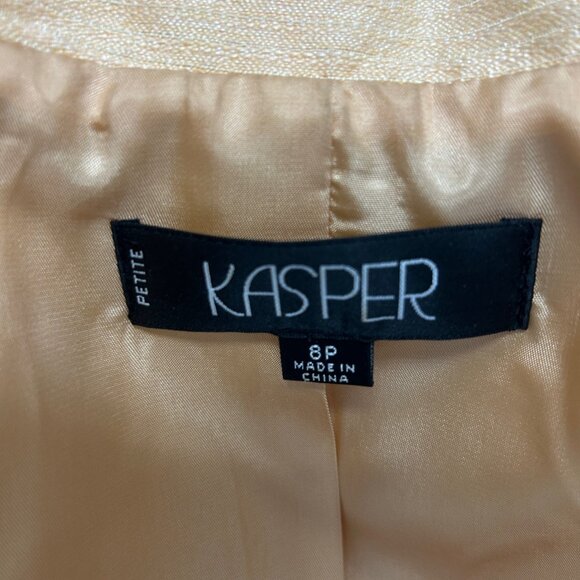 PETITE
KASPER
8P
MADE IN
CHINA